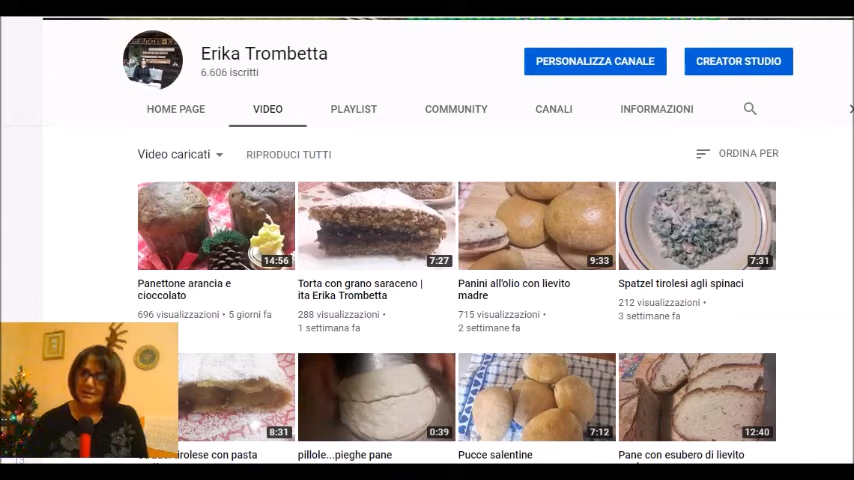 Erika Trombetta
6.606 iscritti
PERSONALIZZA CANALE
CREATOR STUDIO
HOME PAGE
VIDEO
PLAYLIST
COMMUNITY
CANALI
INFORMAZIONI
Video caricati
RIPRODUCI TUTTI
ORDINA PER
14:56
7:27
9:33
7:31
Panettone arancia e
cioccolato
696 visualizzazioni • 5 giorni fa
Torta con grano saraceno |
ita Erika Trombetta
288 visualizzazioni •
1 settimana fa
Panini all'olio con lievito
madre
715 visualizzazioni •
2 settimane fa
Spatzel tirolesi agli spinaci
212 visualizzazioni •
3 settimane fa
8:31
0:39
7:12
12:40
tirolese con pasta
pillole...pieghe pane
Pucce salentine
Pane con esubero di lievito